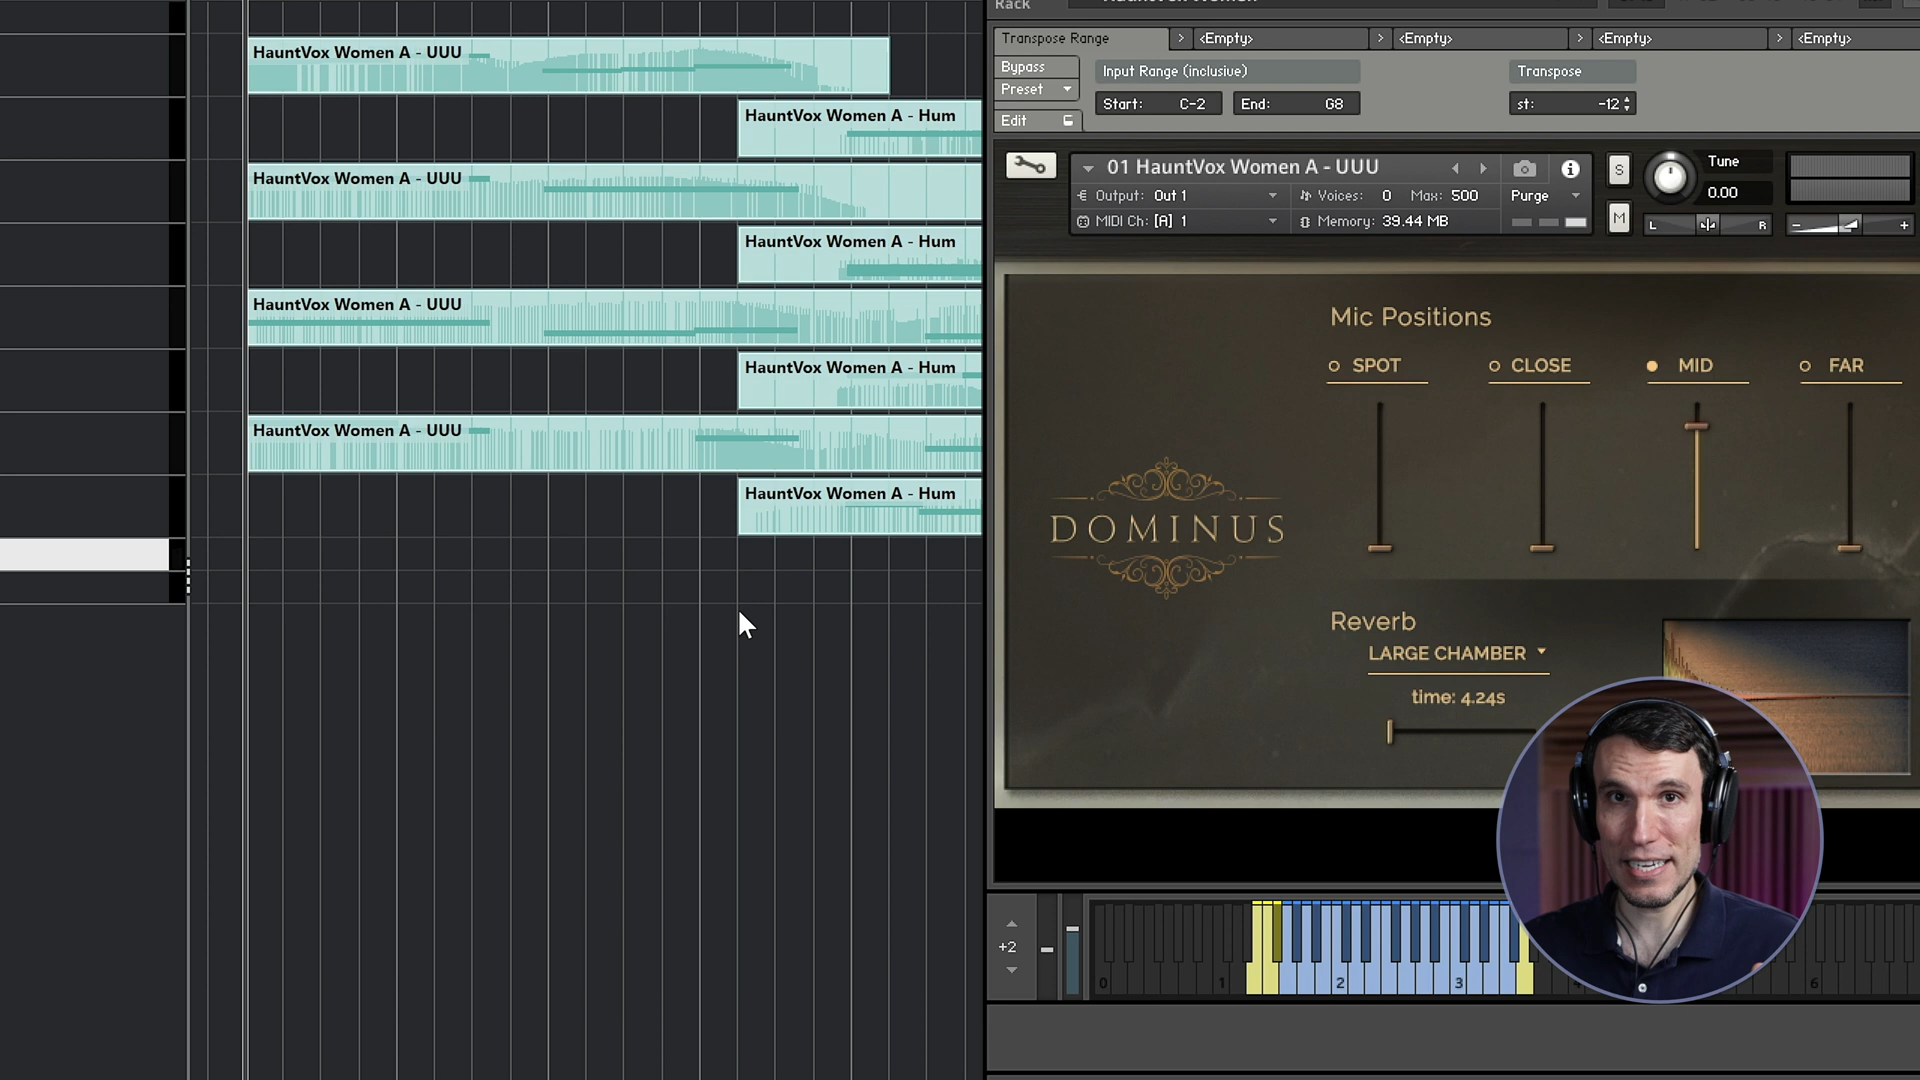 Rack
Transpose Range
<Empty>
<Empty>
<Empty>
<Empty>
Bypass
Preset
Edit
Input Range (inclusive)
Transpose
Start: C-2
End: G8
st: -12
HauntVox Women A - UUU
HauntVox Women A - Hum
HauntVox Women A - UUU
HauntVox Women A - Hum
HauntVox Women A - UUU
HauntVox Women A - Hum
HauntVox Women A - UUU
HauntVox Women A - Hum
01 HauntVox Women A - UUU
Output: Out 1
Voices: 0 Max: 500
Purge
MIDI Ch: [A] 1
Memory: 39.44 MB
S
M
Tune
0.00
L
R
Mic Positions
SPOT
CLOSE
MID
FAR
DOMINUS
Reverb
LARGE CHAMBER
time: 4.24s
+2
0
1
2
3
6